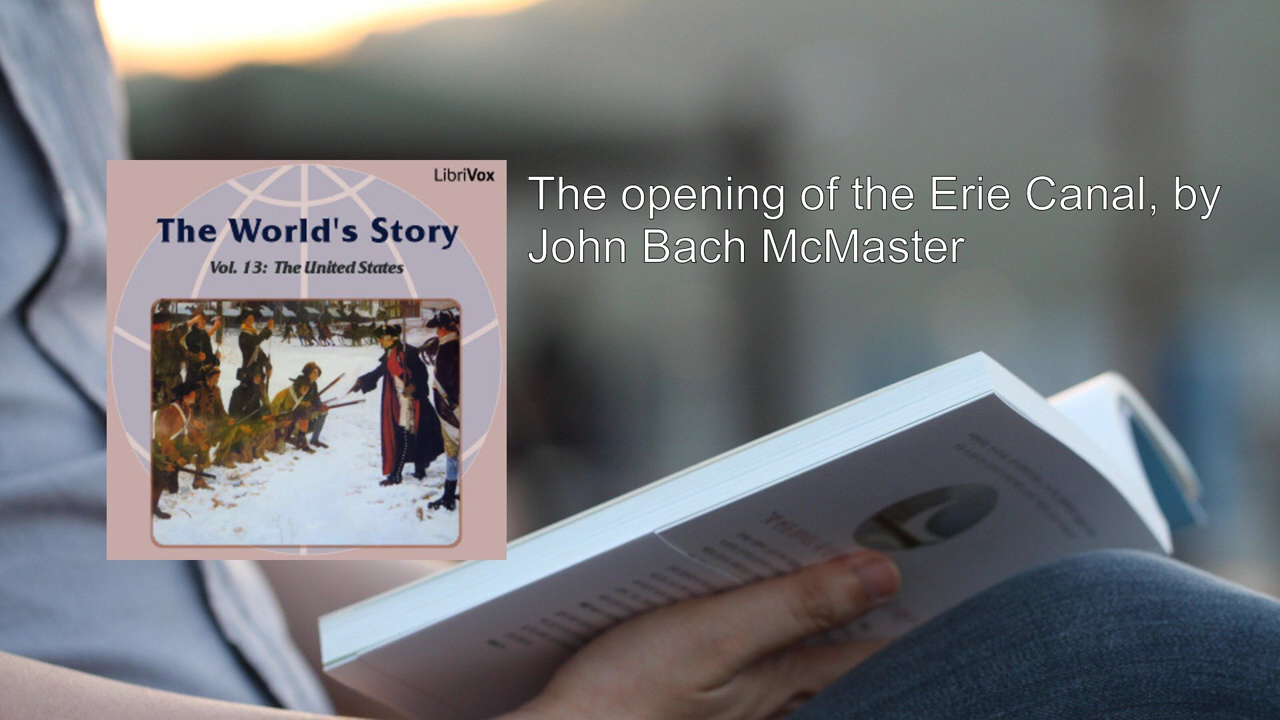 LibriVox
The World's Story
Vol. 13: The United States
The opening of the Erie Canal, by
John Bach McMaster